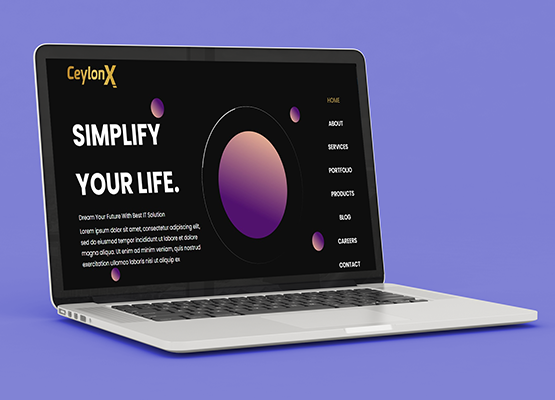 CeylonX
SIMPLIFY
YOUR LIFE.
Dream Your Future With Best IT Solution
Lorem ipsum dolor sit amet, consectetur adipiscing elit,
sed do eiusmod tempor incididunt ut labore et dolore
magna aliqua. Ut enim ad minim veniam, quis nostrud
exercitation ullamco laboris nisi ut aliquip ex
HOME
ABOUT
SERVICES
PORTFOLIO
PRODUCTS
BLOG
CAREERS
CONTACT